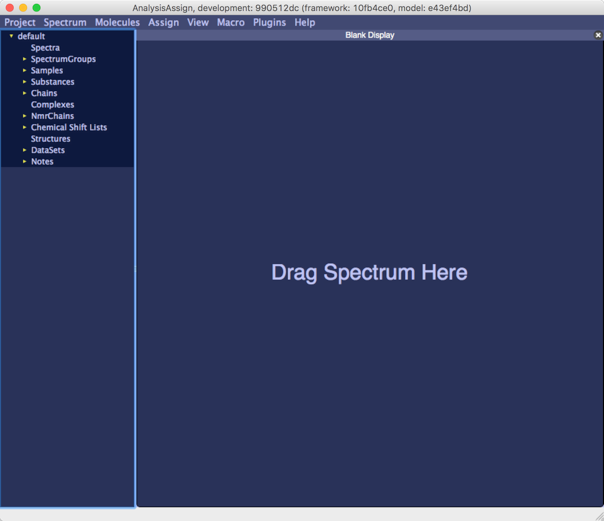 AnalysisAssign, development: 990512dc (framework: 10fb4ce0, model: e43ef4bd)
Project Spectrum Molecules Assign View Macro Plugins Help
default
Spectra
SpectrumGroups
Samples
Substances
Chains
Complexes
NmrChains
Chemical Shift Lists
Structures
DataSets
Notes
Blank Display
Drag Spectrum Here